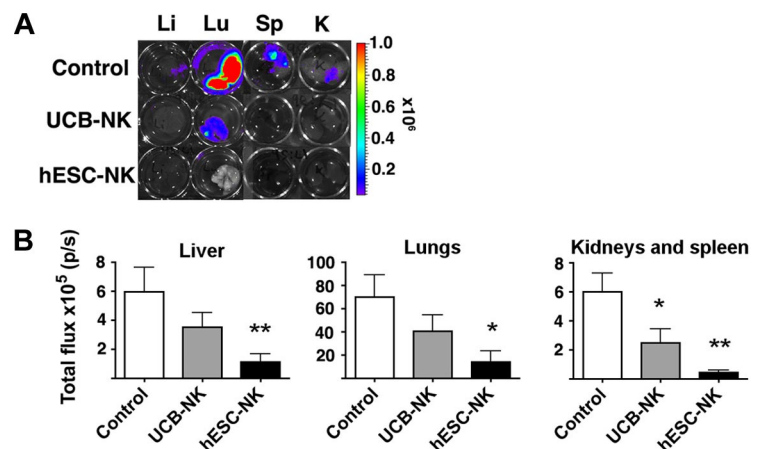 A
Li Lu Sp K
Control
UCB-NK
hESC-NK
1.0
0.8
0.6
0.4
0.2
x10⁶
B
Total flux x10⁵ (p/s)
Liver
8
6
4
2
**
Control
UCB-NK
hESC-NK
Lungs
100
80
60
40
20
*
Control
UCB-NK
hESC-NK
Kidneys and spleen
8
6
4
2
*
**
Control
UCB-NK
hESC-NK